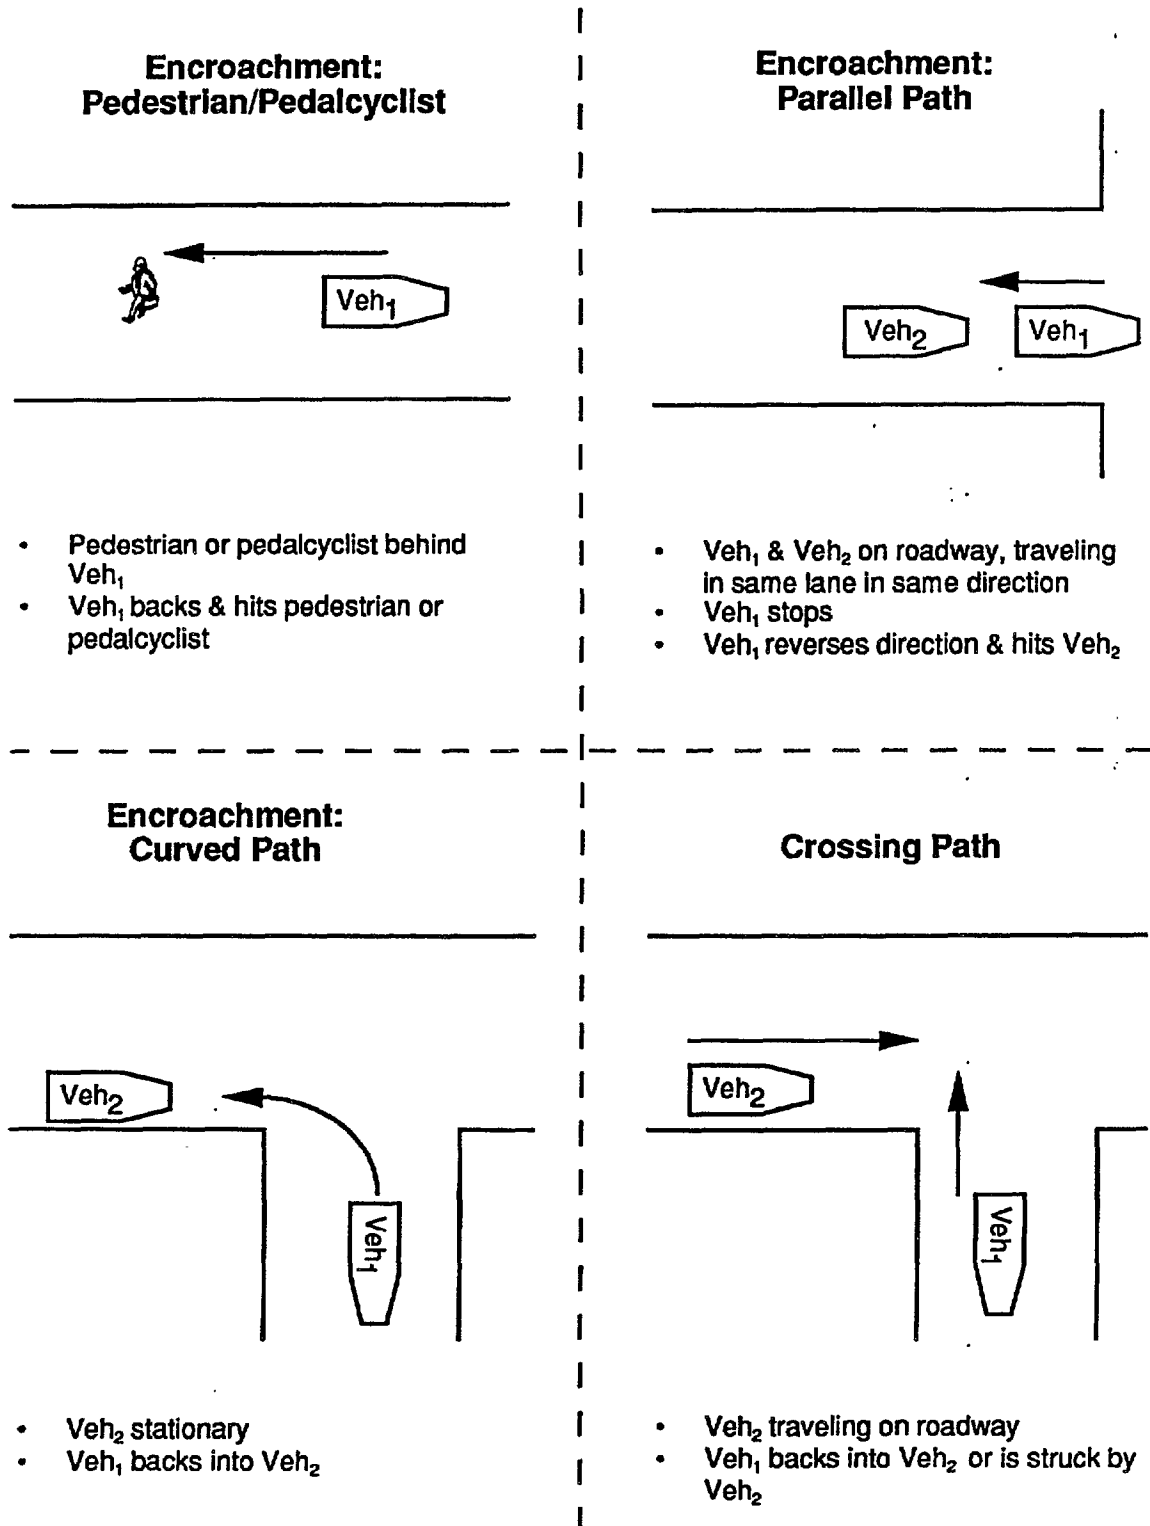 Encroachment:
Pedestrian/Pedalcyclist
Veh₁
• Pedestrian or pedalcyclist behind
Veh₁
• Veh₁ backs & hits pedestrian or
pedalcyclist
Encroachment:
Parallel Path
Veh₂ Veh₁
• Veh₁ & Veh₂ on roadway, traveling
in same lane in same direction
• Veh₁ stops
• Veh₁ reverses direction & hits Veh₂
Encroachment:
Curved Path
Veh₂
Veh₁
• Veh₂ stationary
• Veh₁ backs into Veh₂
Crossing Path
Veh₂
Veh₁
• Veh₂ traveling on roadway
• Veh₁ backs into Veh₂ or is struck by
Veh₂